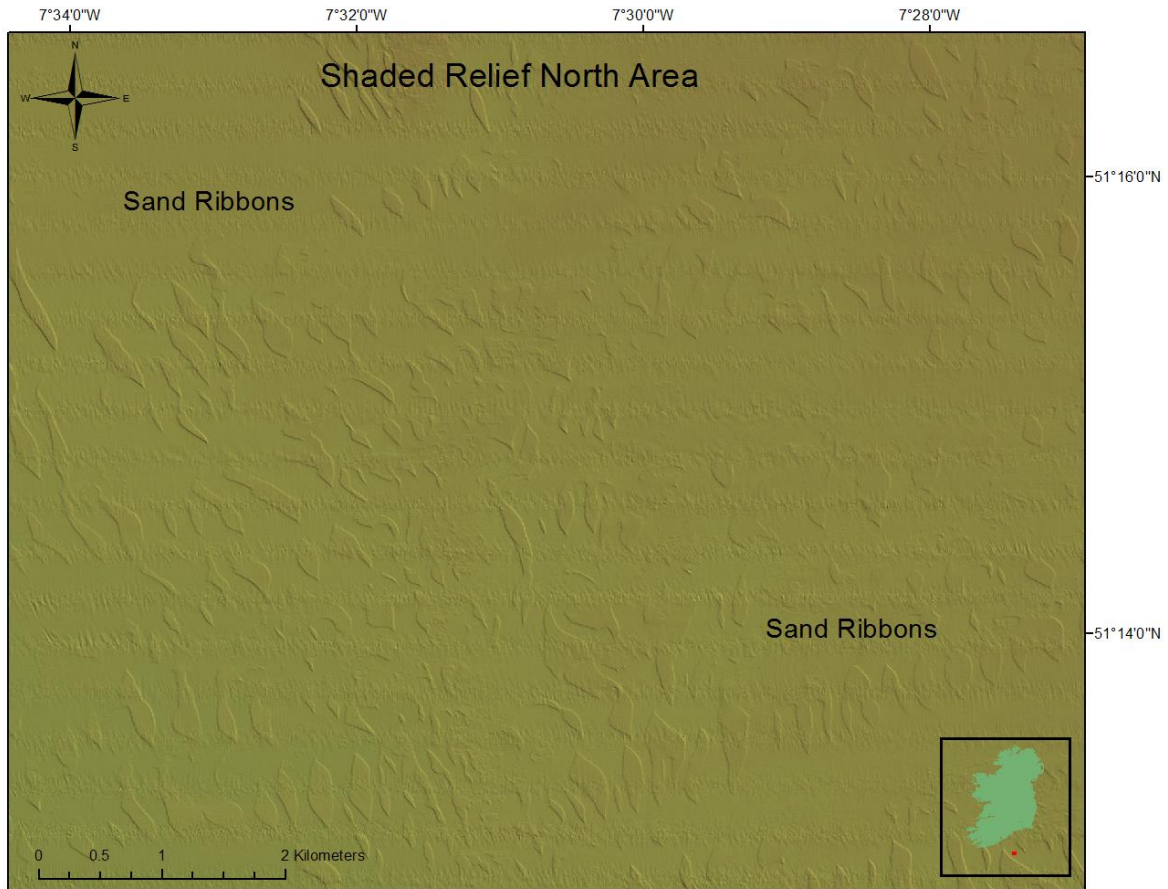 7°34'0"W
7°32'0"W
7°30'0"W
7°28'0"W
N
Shaded Relief North Area
W
E
S
51°16'0"N
Sand Ribbons
Sand Ribbons
51°14'0"N
0
0.5
1
2 Kilometers